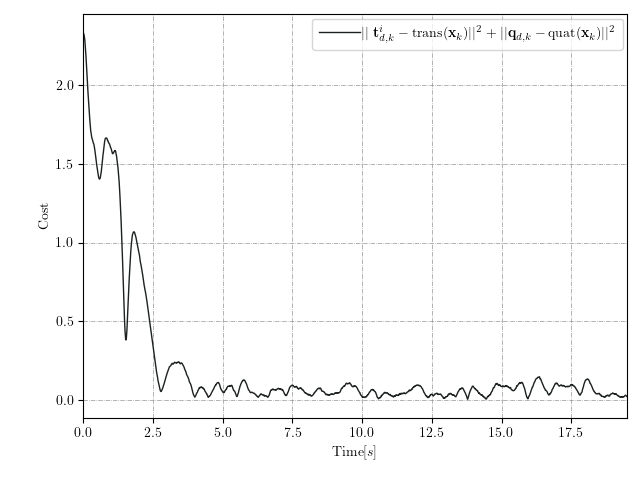 || t^i_{d,k} − trans(x_k)||² + ||q_{d,k} − quat(x_k)||²
2.0
1.5
1.0
0.5
0.0
Cost
0.0 2.5 5.0 7.5 10.0 12.5 15.0 17.5
Time[s]